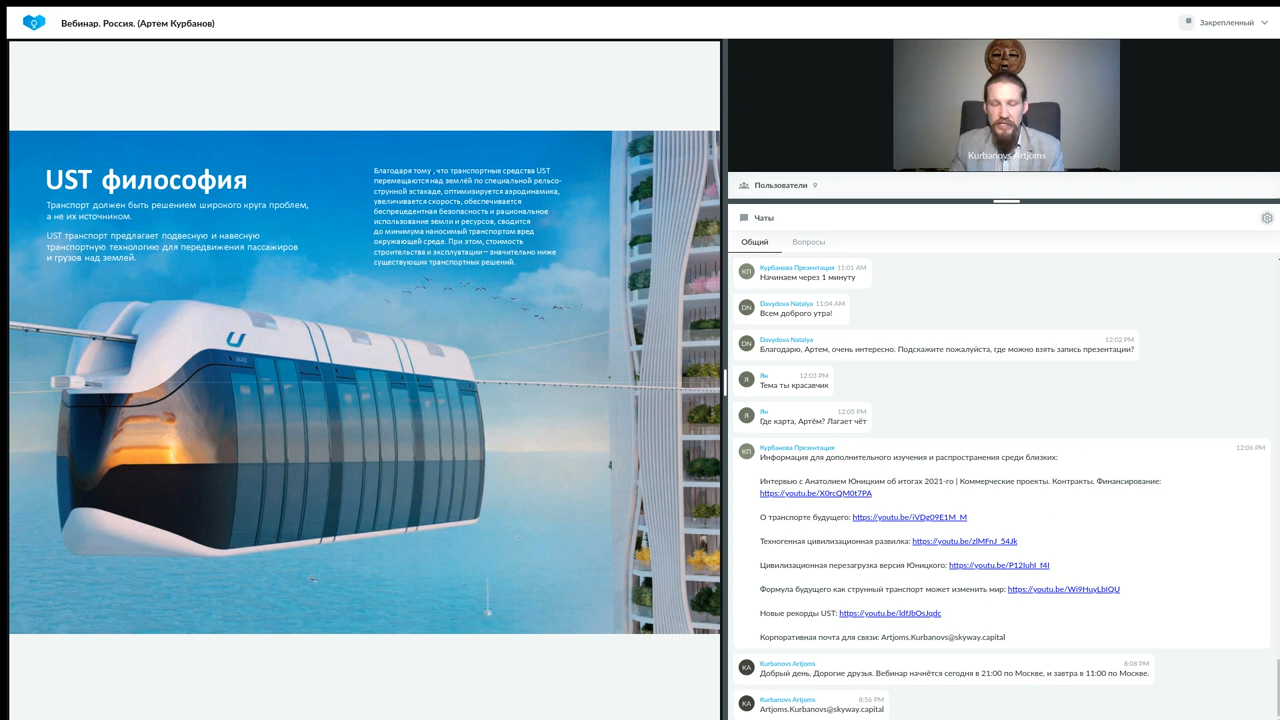 Вебинар. Россия. (Артем Курбанов)
Закрепленный
UST философия
Транспорт должен быть решением широкого круга проблем,
а не их источником.
UST транспорт предлагает подвесную и навесную
транспортную технологию для передвижения пассажиров
и грузов над землей.
Благодаря тому , что транспортные средства UST
перемещаются над землёй по специальной рельсо-
струнной эстакаде, оптимизируется аэродинамика,
увеличивается скорость, обеспечивается
беспрецедентная безопасность и рациональное
использование земли и ресурсов, сводится
до минимума наносимый транспортом вред
окружающей среде. При этом, стоимость
строительства и эксплуатации – значительно ниже
существующих транспортных решений.
Kurbanovs Artjoms
Пользователи 9
Чаты
Общий Вопросы
КП Курбанова Презентация 11:01 AM
Начинаем через 1 минуту
DN Davydova Natalya 11:04 AM
Всем доброго утра!
DN Davydova Natalya 12:02 PM
Благодарю, Артем, очень интересно. Подскажите пожалуйста, где можно взять запись презентации?
Я Ян 12:03 PM
Тема ты красавчик
Я Ян 12:05 PM
Где карта, Артём? Лагает чёт
КП Курбанова Презентация 12:06 PM
Информация для дополнительного изучения и распространения среди близких:
Интервью с Анатолием Юницким об итогах 2021-го | Коммерческие проекты. Контракты. Финансирование:
https://youtu.be/X0rcQM0t7PA
О транспорте будущего: https://youtu.be/iVDg09E1M_M
Техногенная цивилизационная развилка: https://youtu.be/zlMFnJ_54Jk
Цивилизационная перезагрузка версия Юницкого: https://youtu.be/P12IuhI_f4I
Формула будущего как струнный транспорт может изменить мир: https://youtu.be/Wi9HuyLbIQU
Новые рекорды UST: https://youtu.be/ldfJbOsJqdc
Корпоративная почта для связи: Artjoms.Kurbanovs@skyway.capital
KA Kurbanovs Artjoms 8:08 PM
Добрый день, Дорогие друзья. Вебинар начнётся сегодня в 21:00 по Москве, и завтра в 11:00 по Москве.
KA Kurbanovs Artjoms 8:56 PM
Artjoms.Kurbanovs@skyway.capital